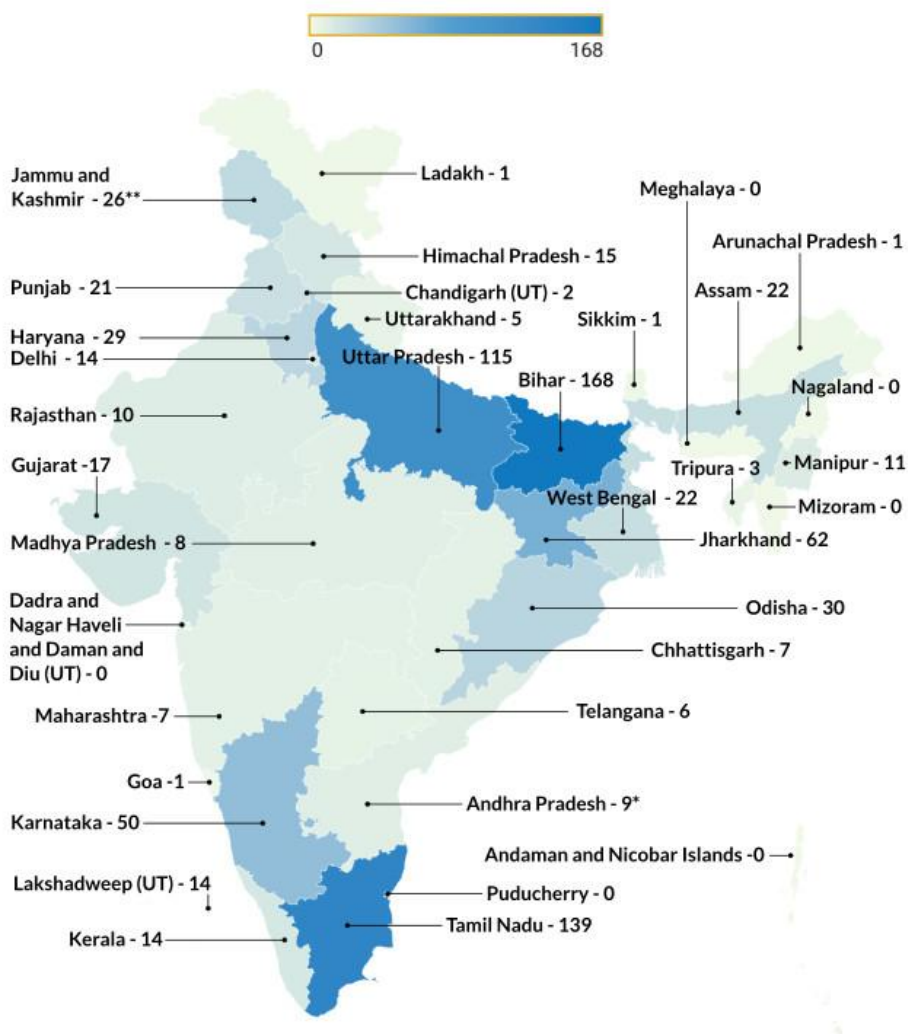 0 168
Ladakh - 1
Jammu and
Kashmir - 26**
Meghalaya - 0
Arunachal Pradesh - 1
Himachal Pradesh - 15
Punjab - 21
Chandigarh (UT) - 2
Assam - 22
Uttarakhand - 5
Sikkim - 1
Haryana - 29
Delhi - 14
Uttar Pradesh - 115
Bihar - 168
Nagaland - 0
Rajasthan - 10
Gujarat -17
Tripura - 3
Manipur - 11
West Bengal - 22
Mizoram - 0
Madhya Pradesh - 8
Jharkhand - 62
Dadra and
Nagar Haveli
and Daman and
Diu (UT) - 0
Odisha - 30
Chhattisgarh - 7
Maharashtra -7
Telangana - 6
Goa -1
Andhra Pradesh - 9*
Karnataka - 50
Andaman and Nicobar Islands -0
Lakshadweep (UT) - 14
Puducherry - 0
Tamil Nadu - 139
Kerala - 14